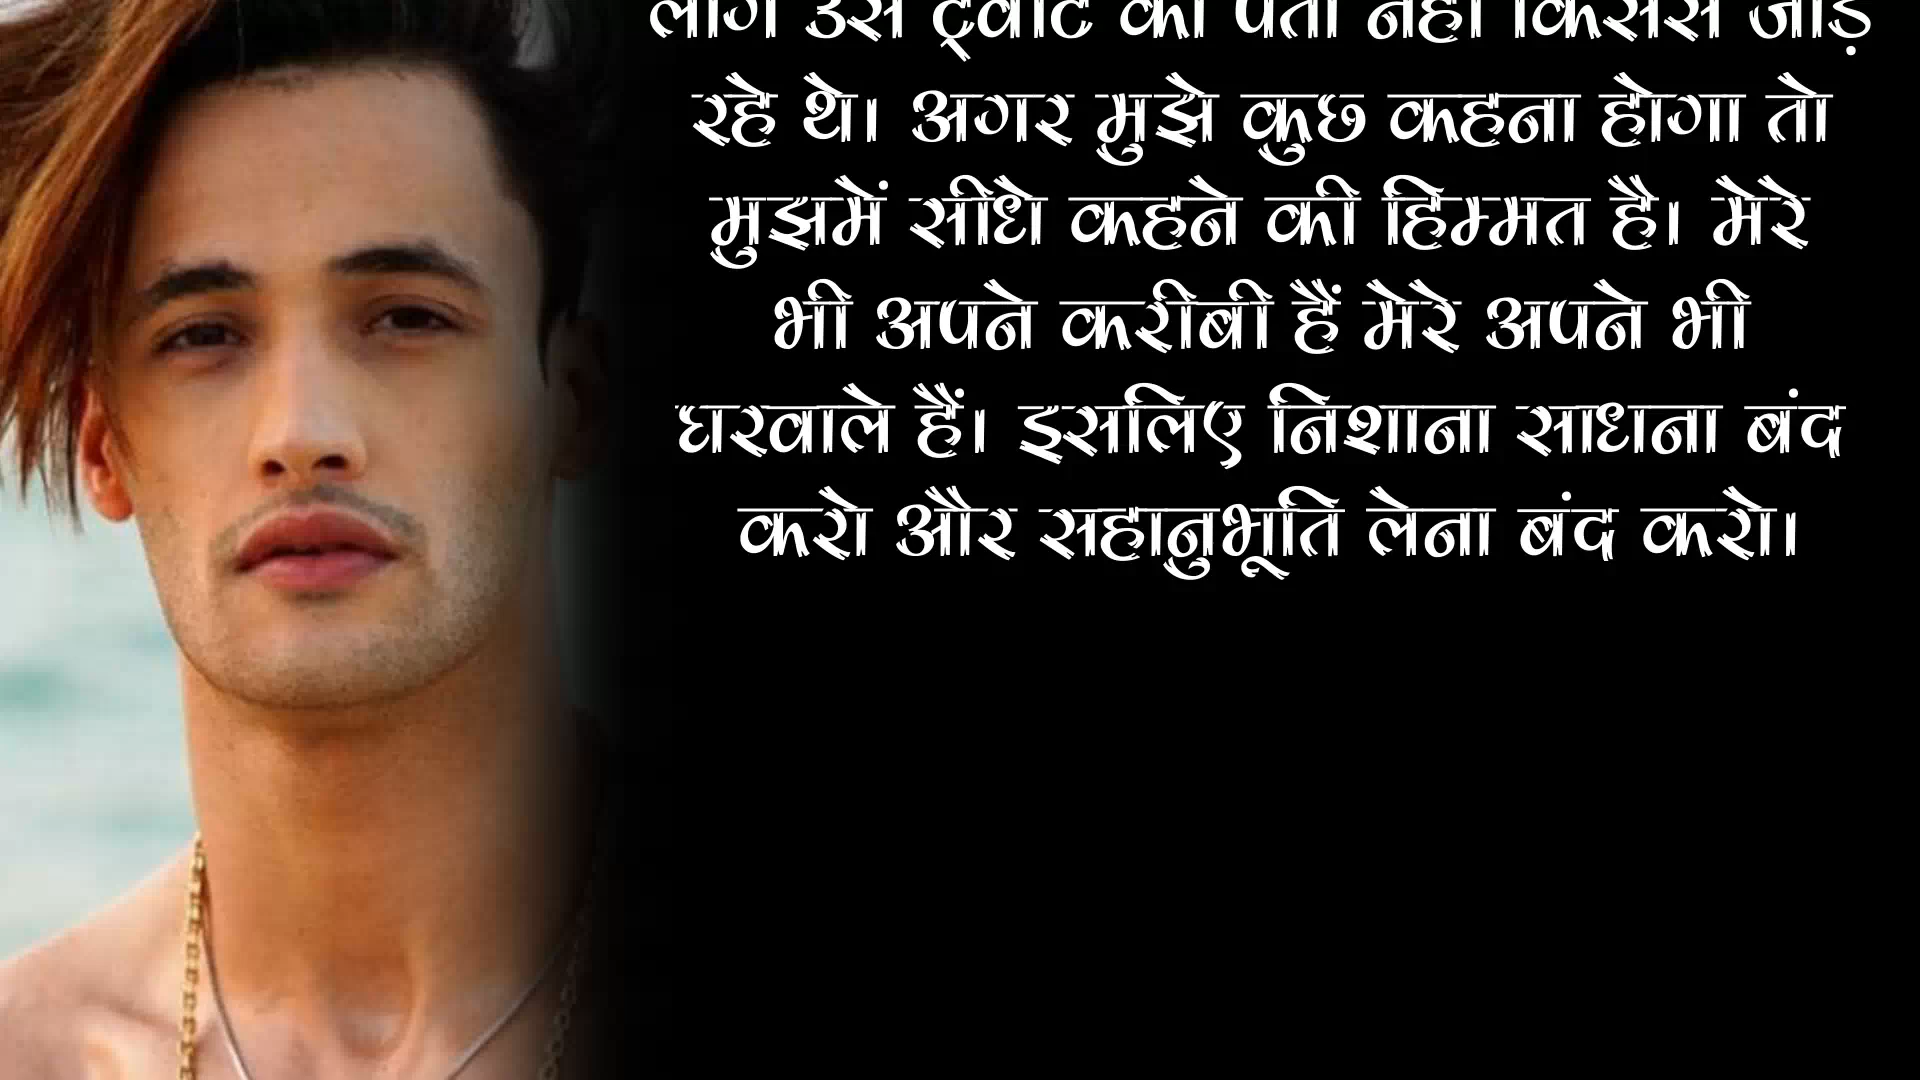 लोग उस ट्वीट को पता नहीं किससे जोड़
रहे थे। अगर मुझे कुछ कहना होगा तो
मुझमें सीधे कहने की हिम्मत है। मेरे
भी अपने करीबी हैं मेरे अपने भी
घरवाले हैं। इसलिए निशाना साधना बंद
करो और सहानुभूति लेना बंद करो।